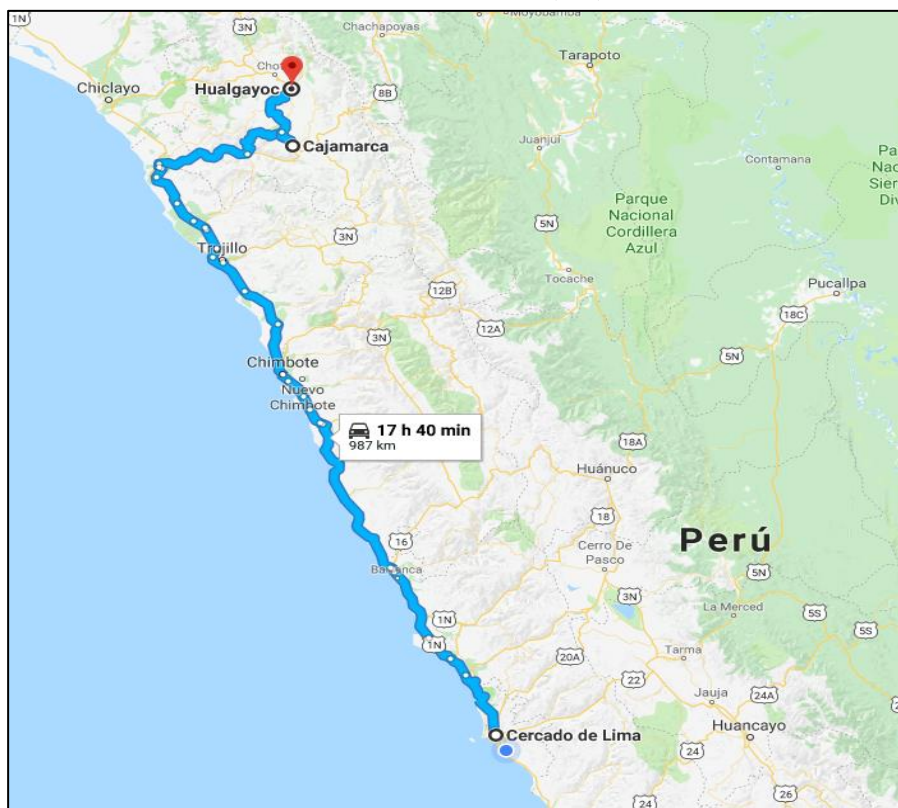 1N
3N
Moyobamba
Chachapoyas
Tarapoto
Hualgayoc
Chiclayo
8B
Cajamarca
Juanjuí
Contamana
Parque
Nacional
Cordillera
Azul
5N
3N
Trujillo
Tocache
Pucallpa
12B
18C
12A
3N
5N
Chimbote
Nuevo
Chimbote
17 h 40 min
987 km
18A
Huánuco
16
18
Perú
Cerro De
Pasco
5N
3N
La Merced
5S
1N
1N
5S
20A
Tarma
22
Jauja
24A
Cercado de Lima
24
Huancayo
24
26